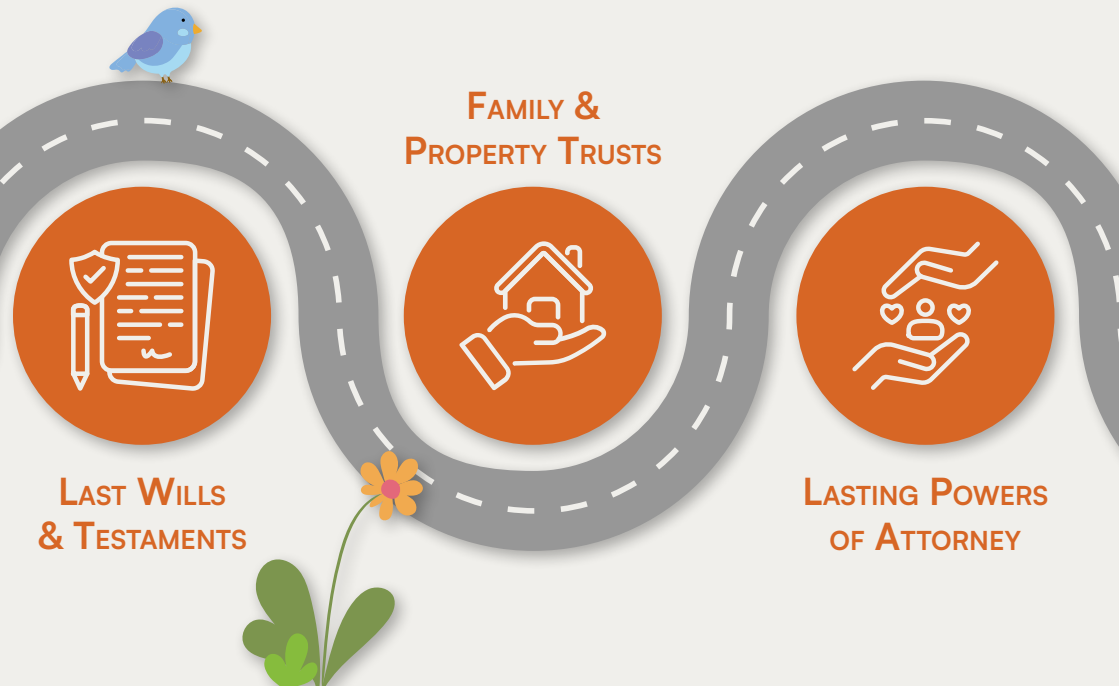 Last Wills
& Testaments
Family &
Property Trusts
Lasting Powers
of Attorney